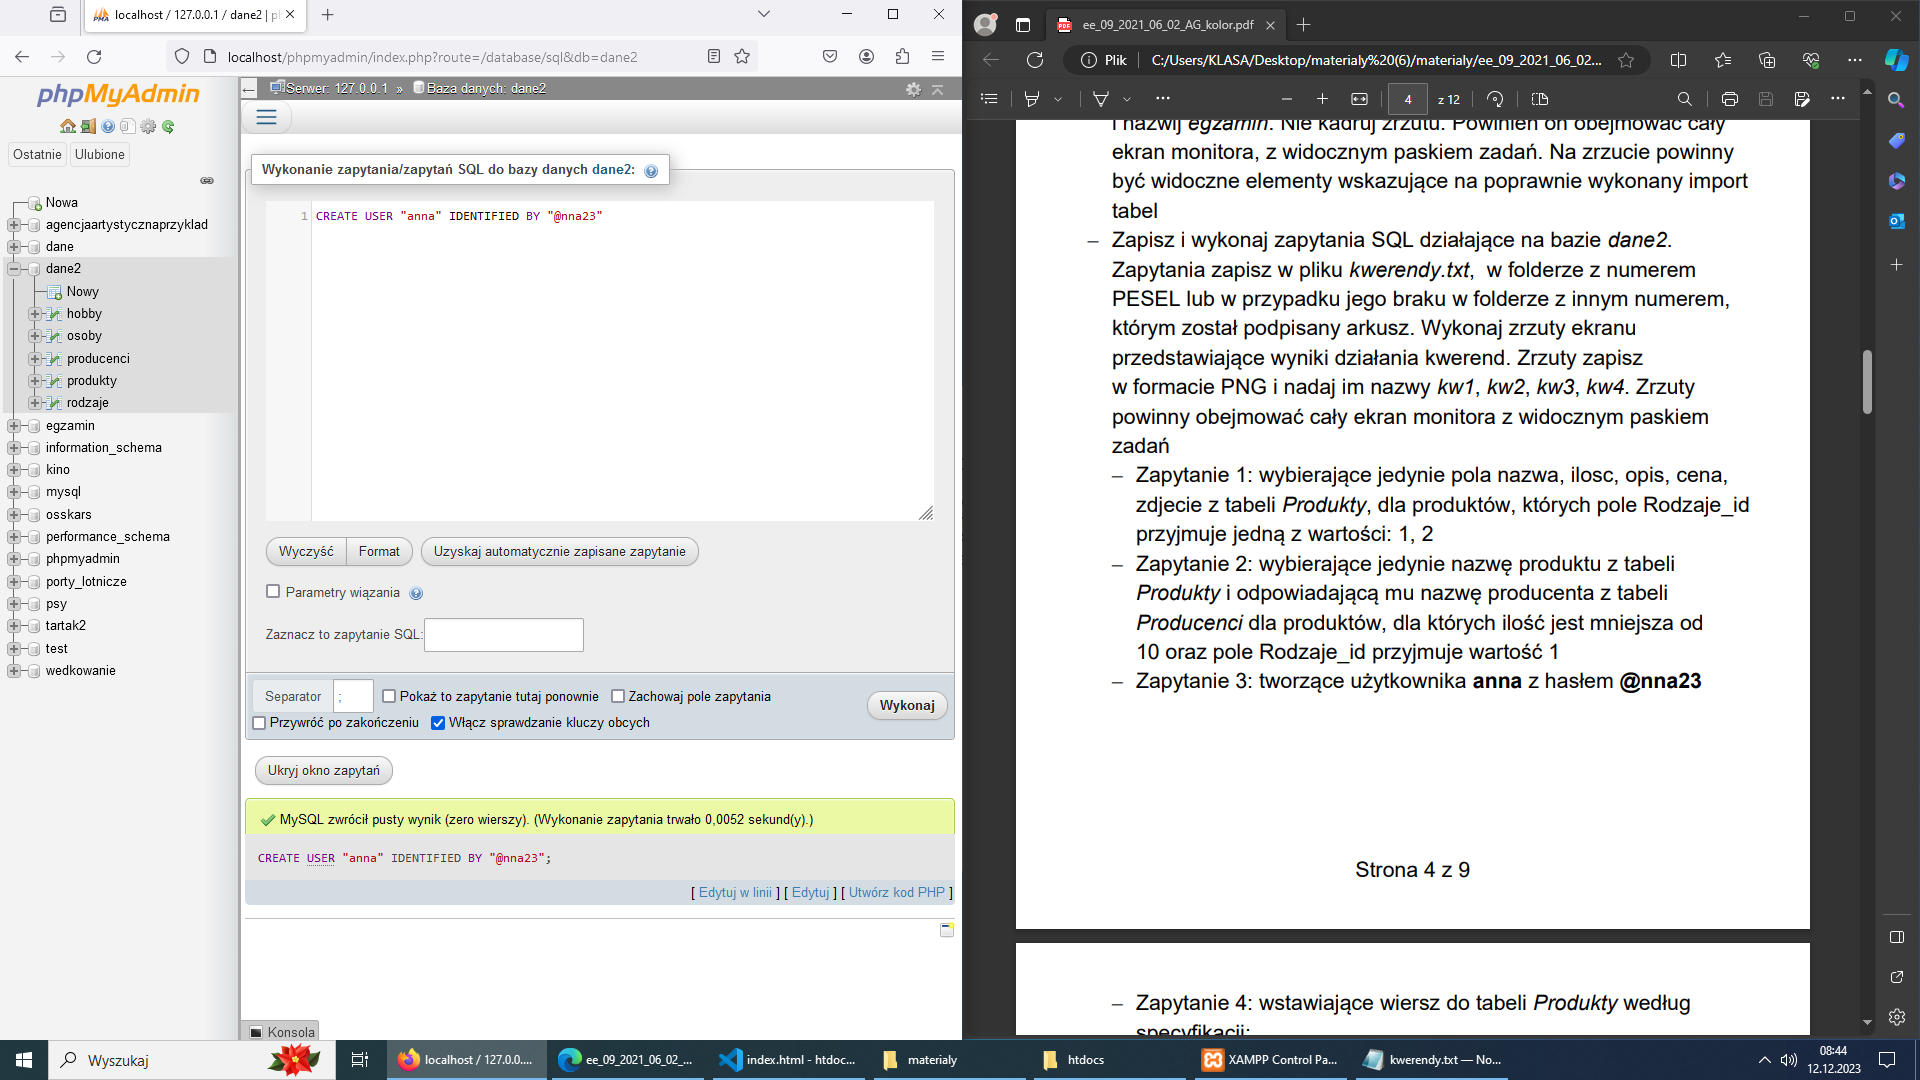 localhost / 127.0.0.1 / dane2 | p
localhost/phpmyadmin/index.php?route=/database/sql&db=dane2
phpMyAdmin
Ostatnie
Ulubione
Nowa
agencjaartystycznaprzyklad
dane
dane2
Nowy
hobby
osoby
producenci
produkty
rodzaje
egzamin
information_schema
kino
mysql
osskars
performance_schema
phpmyadmin
porty_lotnicze
psy
tartak2
test
wedkowanie
Serwer: 127.0.0.1 » Baza danych: dane2
Wykonanie zapytania/zapytań SQL do bazy danych dane2:
1 CREATE USER "anna" IDENTIFIED BY "@nna23"
Wyczyść Format Uzyskaj automatycznie zapisane zapytanie
Parametry wiązania
Zaznacz to zapytanie SQL:
Separator ; Pokaż to zapytanie tutaj ponownie Zachowaj pole zapytania
Przywróć po zakończeniu Włącz sprawdzanie kluczy obcych
Wykonaj
Ukryj okno zapytań
MySQL zwrócił pusty wynik (zero wierszy). (Wykonanie zapytania trwało 0,0052 sekund(y).)
CREATE USER "anna" IDENTIFIED BY "@nna23";
[ Edytuj w linii ] [ Edytuj ] [ Utwórz kod PHP ]
Konsola
ee_09_2021_06_02_AG_kolor.pdf
Plik C:/Users/KLASA/Desktop/materialy%20(6)/materialy/ee_09_2021_06_02...
4 z 12
i nazwij egzamin. Nie kadruj zrzutu. Powinien on obejmować cały
ekran monitora, z widocznym paskiem zadań. Na zrzucie powinny
być widoczne elementy wskazujące na poprawnie wykonany import
tabel
– Zapisz i wykonaj zapytania SQL działające na bazie dane2.
Zapytania zapisz w pliku kwerendy.txt, w folderze z numerem
PESEL lub w przypadku jego braku w folderze z innym numerem,
którym został podpisany arkusz. Wykonaj zrzuty ekranu
przedstawiające wyniki działania kwerend. Zrzuty zapisz
w formacie PNG i nadaj im nazwy kw1, kw2, kw3, kw4. Zrzuty
powinny obejmować cały ekran monitora z widocznym paskiem
zadań
– Zapytanie 1: wybierające jedynie pola nazwa, ilosc, opis, cena,
zdjecie z tabeli Produkty, dla produktów, których pole Rodzaje_id
przyjmuje jedną z wartości: 1, 2
– Zapytanie 2: wybierające jedynie nazwę produktu z tabeli
Produkty i odpowiadającą mu nazwę producenta z tabeli
Producenci dla produktów, dla których ilość jest mniejsza od
10 oraz pole Rodzaje_id przyjmuje wartość 1
– Zapytanie 3: tworzące użytkownika anna z hasłem @nna23
Strona 4 z 9
– Zapytanie 4: wstawiające wiersz do tabeli Produkty według
specyfikacji:
Wyszukaj
localhost / 127.0.0....
ee_09_2021_06_02_...
index.html - htdoc...
materialy
htdocs
XAMPP Control Pa...
kwerendy.txt — No...
08:44
12.12.2023